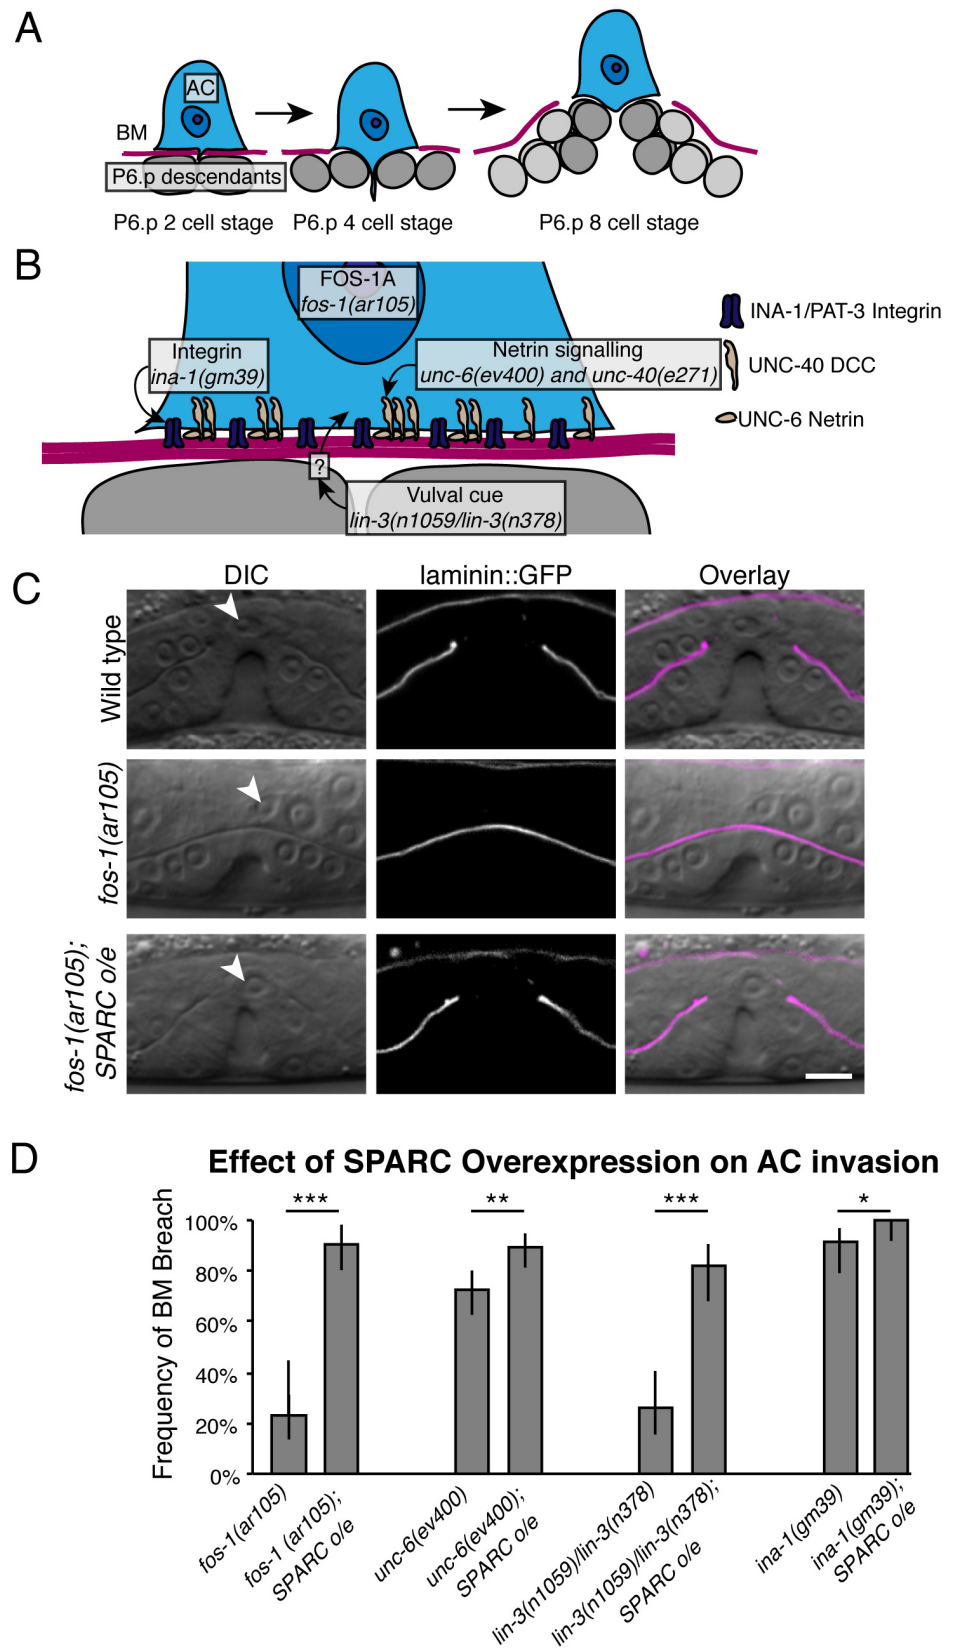 A
AC
BM
P6.p descendants
P6.p 2 cell stage
P6.p 4 cell stage
P6.p 8 cell stage
B
FOS-1A
fos-1(ar105)
Integrin
ina-1(gm39)
Netrin signalling
unc-6(ev400) and unc-40(e271)
INA-1/PAT-3 Integrin
UNC-40 DCC
UNC-6 Netrin
?
Vulval cue
lin-3(n1059/lin-3(n378)
C
DIC
laminin::GFP
Overlay
Wild type
fos-1(ar105)
fos-1(ar105);
SPARC o/e
D
Effect of SPARC Overexpression on AC invasion
Frequency of BM Breach
***
**
***
*
100%
80%
60%
40%
20%
0%
fos-1(ar105)
fos-1 (ar105);
SPARC o/e
unc-6(ev400)
unc-6(ev400);
SPARC o/e
lin-3(n1059)/lin-3(n378)
lin-3(n1059)/lin-3(n378);
SPARC o/e
ina-1(gm39)
ina-1(gm39);
SPARC o/e